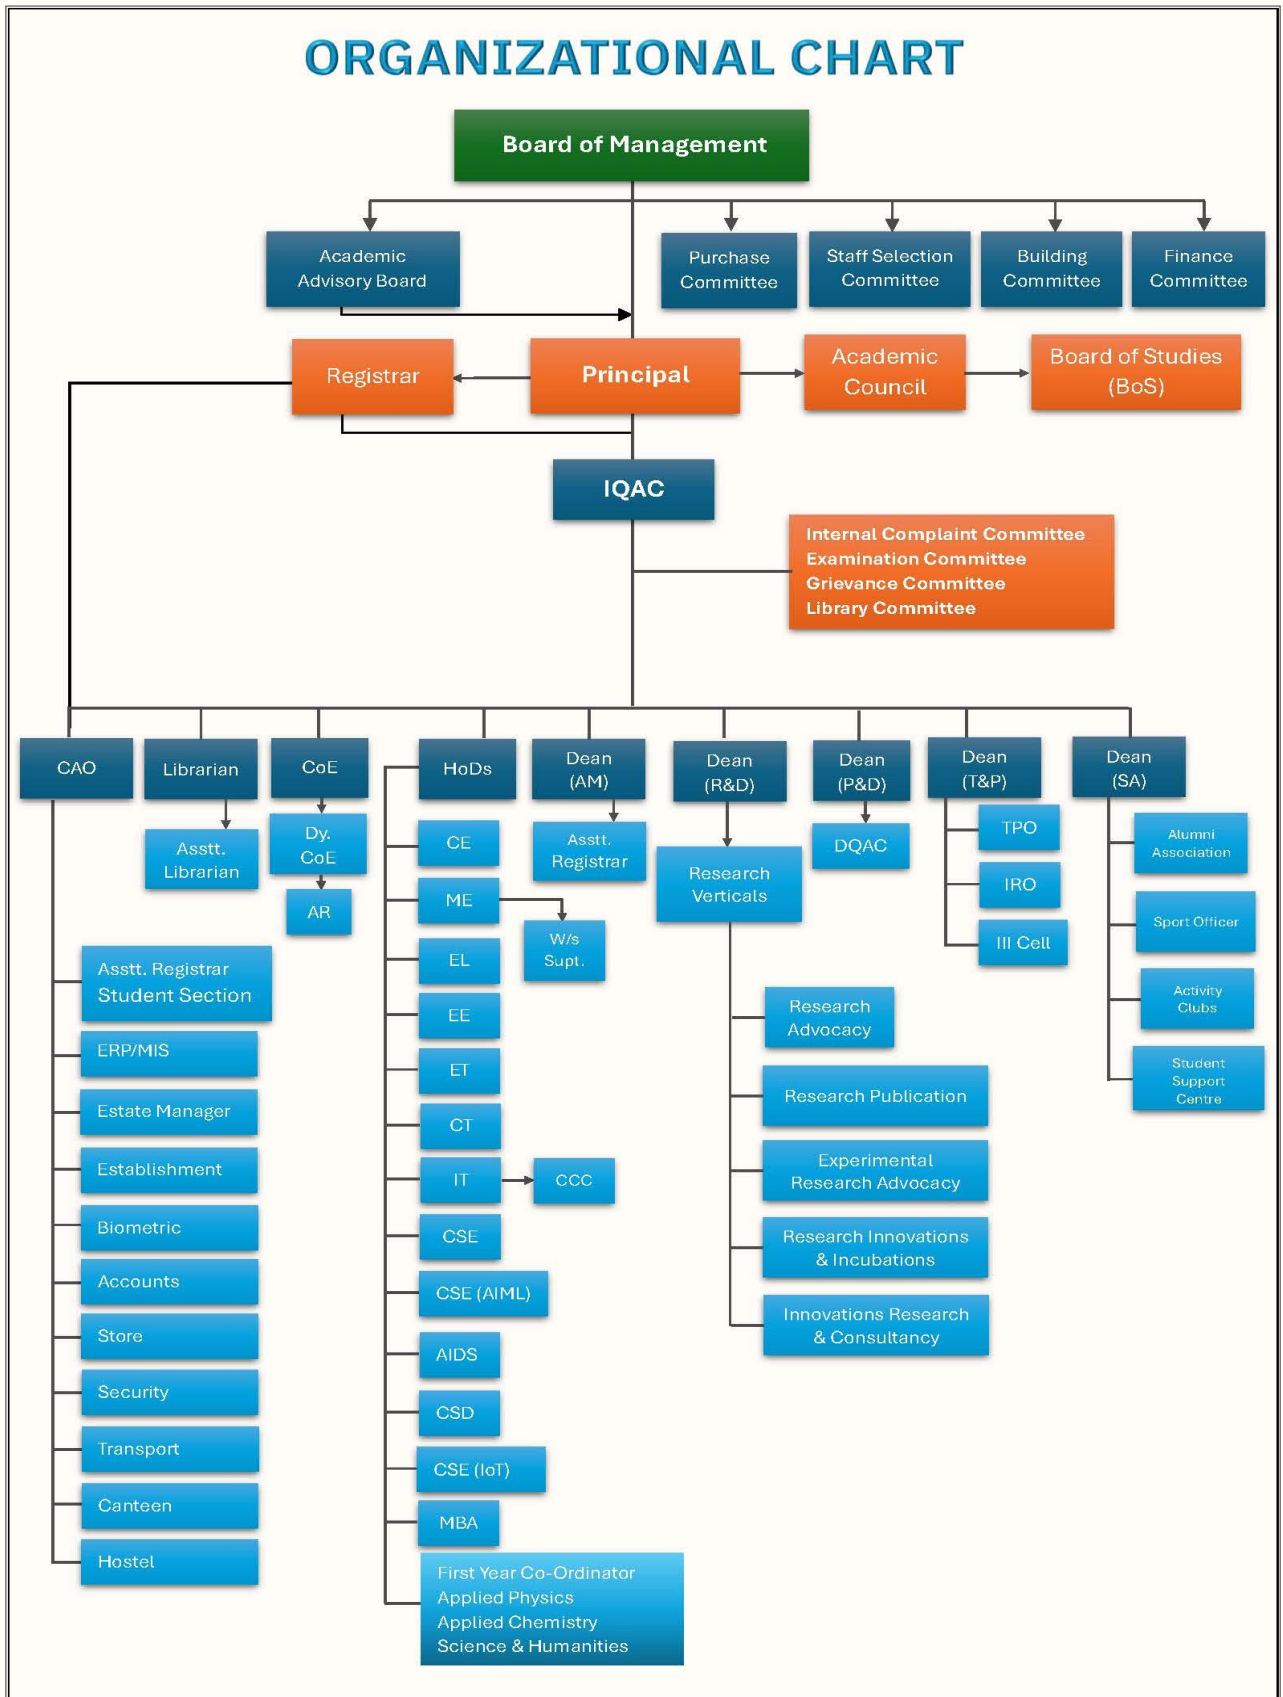 ORGANIZATIONAL CHART
Board of Management
Academic
Advisory Board
Purchase
Committee
Staff Selection
Committee
Building
Committee
Finance
Committee
Registrar
Principal
Academic
Council
Board of Studies
(BoS)
IQAC
Internal Complaint Committee
Examination Committee
Grievance Committee
Library Committee
CAO
Librarian
CoE
HoDs
Dean
(AM)
Dean
(R&D)
Dean
(P&D)
Dean
(T&P)
Dean
(SA)
Asstt. Registrar
Student Section
ERP/MIS
Estate Manager
Establishment
Biometric
Accounts
Store
Security
Transport
Canteen
Hostel
Asstt.
Librarian
Dy.
CoE
AR
CE
ME
W/s
Supt.
EL
EE
ET
CT
IT
CCC
CSE
CSE (AIML)
AIDS
CSD
CSE (IoT)
MBA
First Year Co-Ordinator
Applied Physics
Applied Chemistry
Science & Humanities
Asstt.
Registrar
Research
Verticals
Research
Advocacy
Research Publication
Experimental
Research Advocacy
Research Innovations
& Incubations
Innovations Research
& Consultancy
DQAC
TPO
IRO
III Cell
Alumni
Association
Sport Officer
Activity
Clubs
Student
Support
Centre